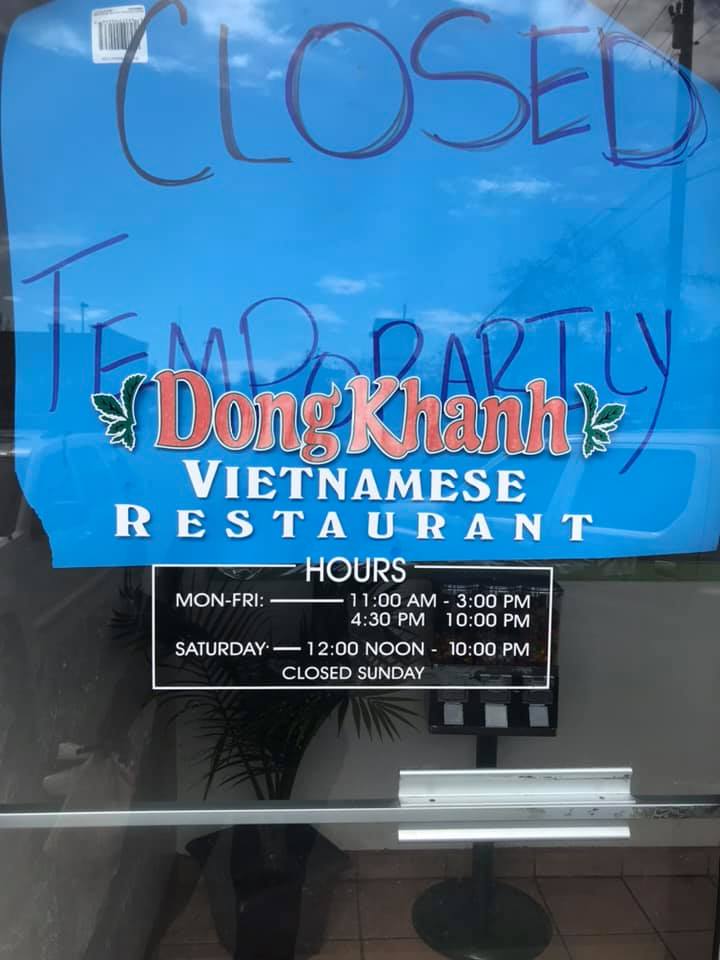 CLOSED
TEMPORARILY
Dong Khanh
VIETNAMESE
RESTAURANT
HOURS
MON-FRI: 11:00 AM - 3:00 PM
4:30 PM 10:00 PM
SATURDAY 12:00 NOON - 10:00 PM
CLOSED SUNDAY